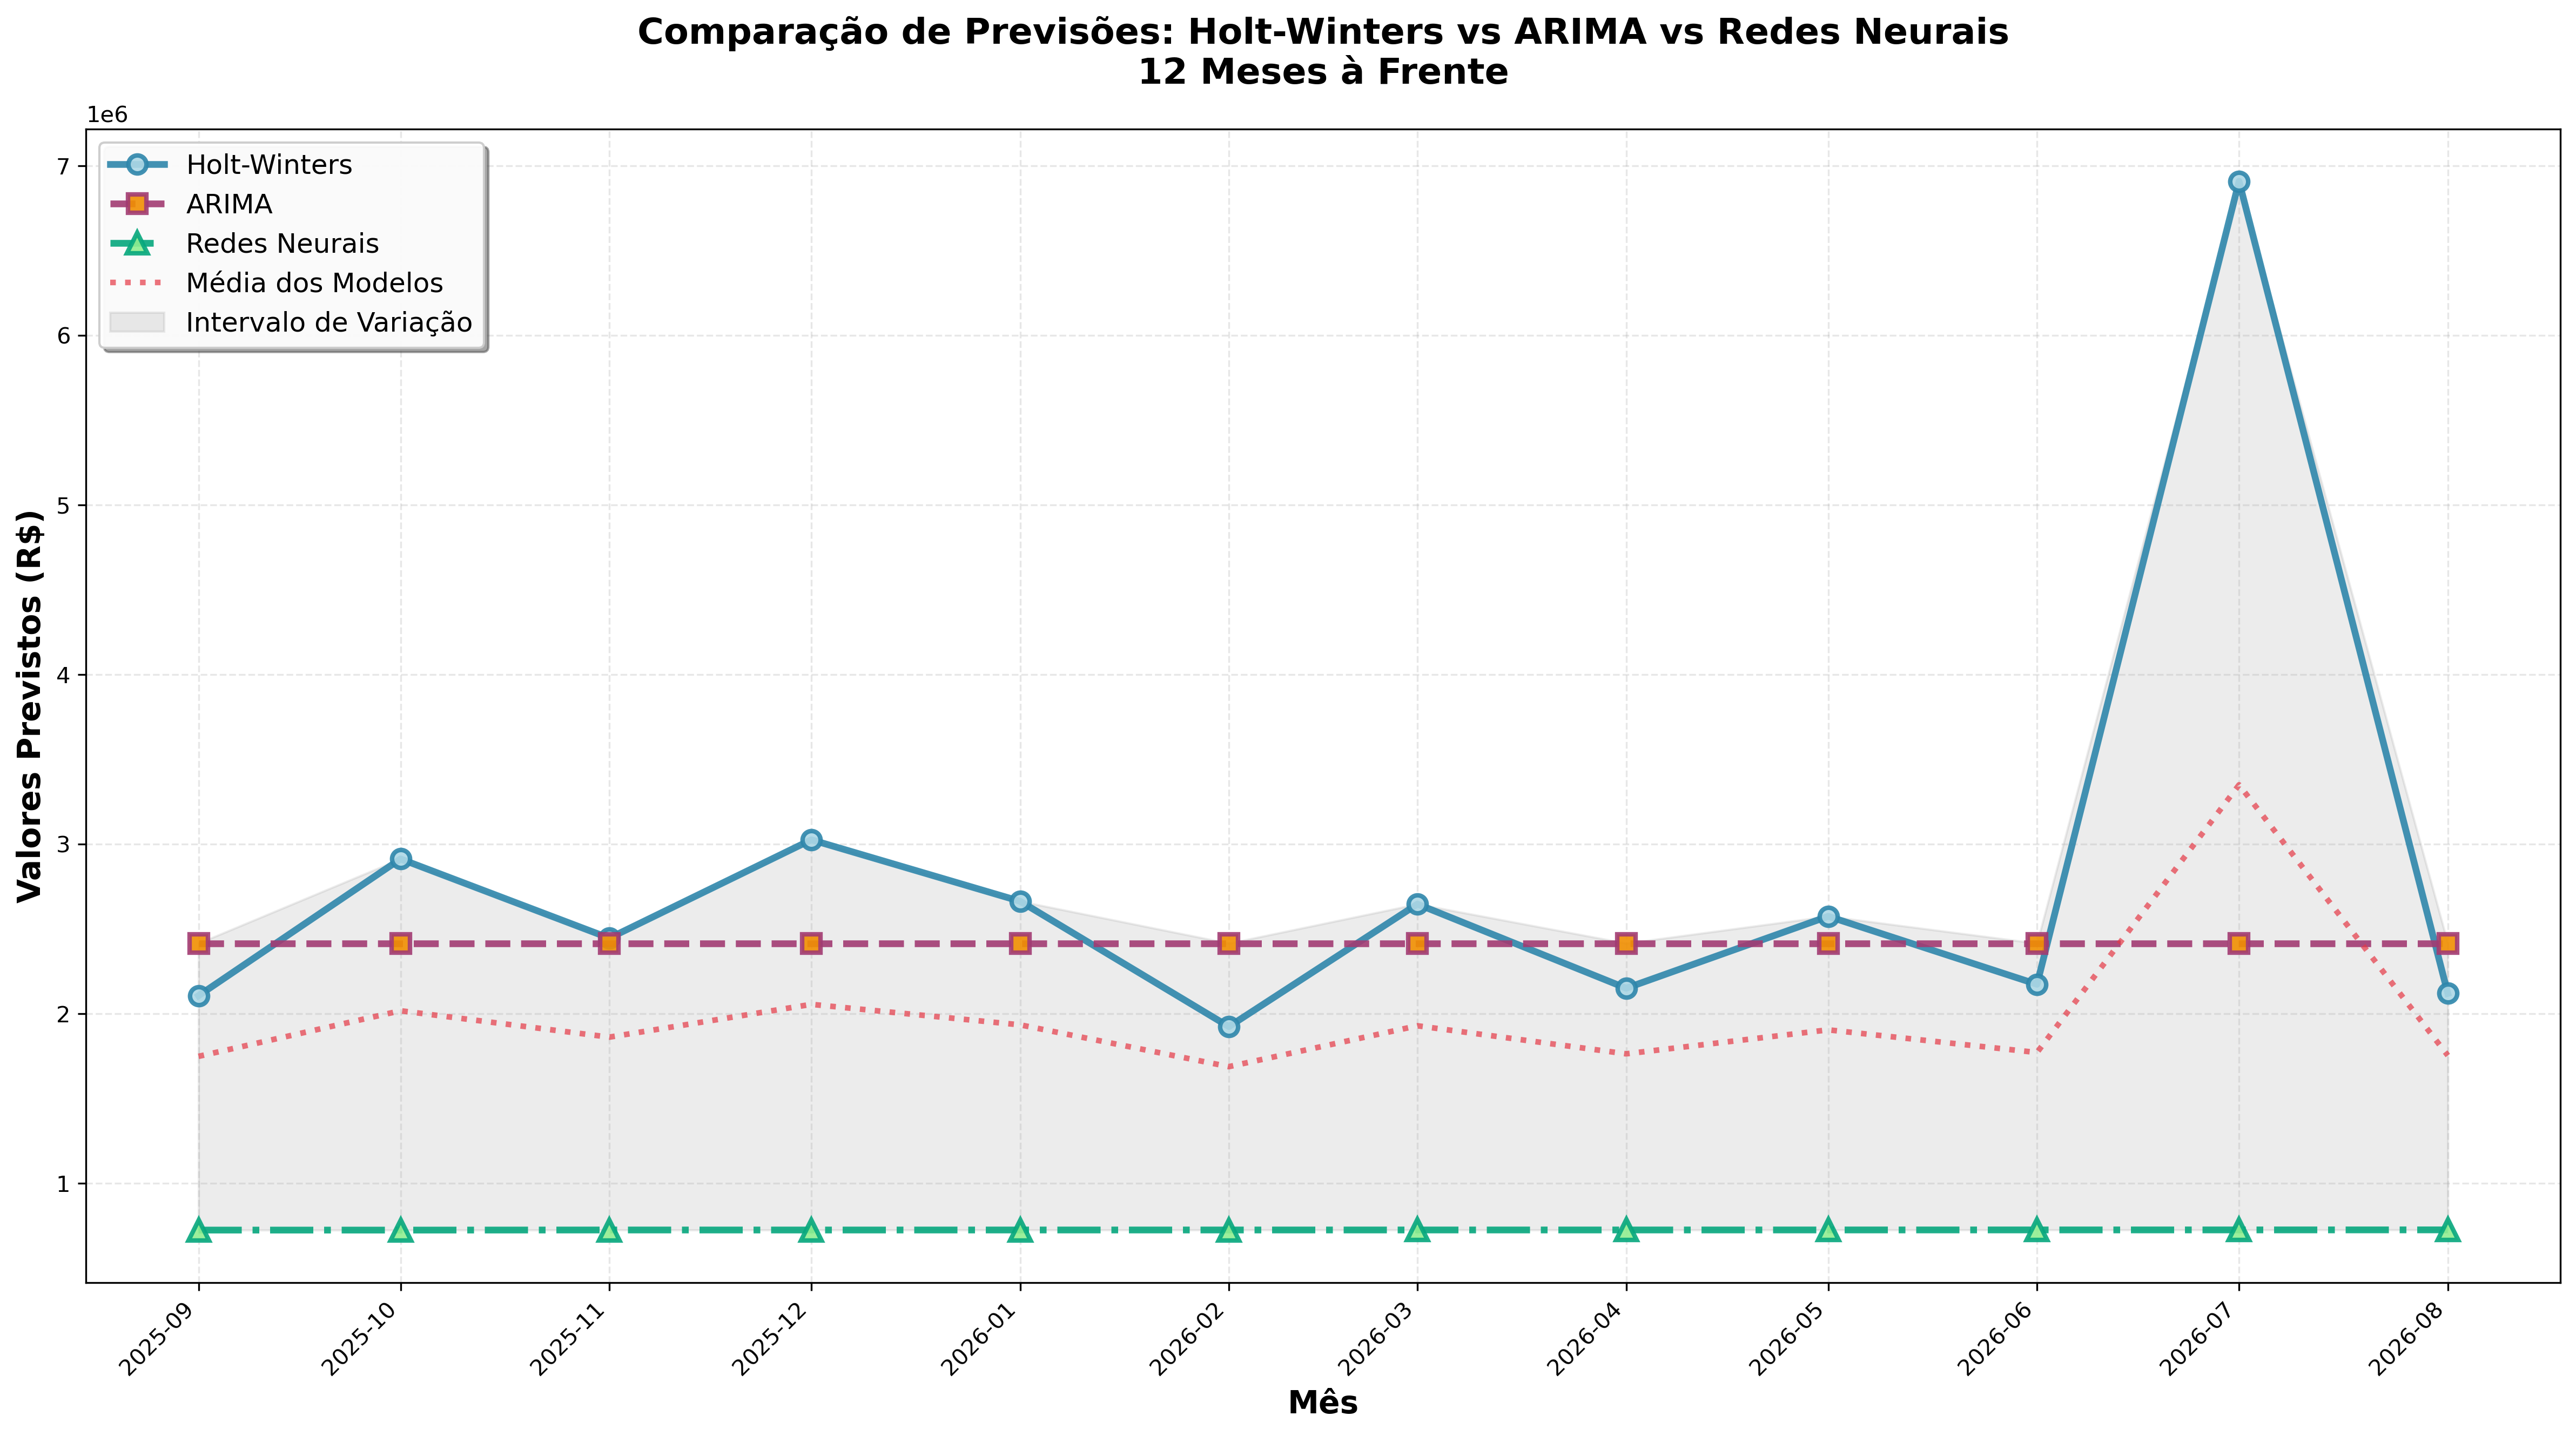 Comparação de Previsões: Holt-Winters vs ARIMA vs Redes Neurais
12 Meses à Frente
1e6
Holt-Winters
ARIMA
Redes Neurais
Média dos Modelos
Intervalo de Variação
Valores Previstos (R$)
7
6
5
4
3
2
1
2025-09
2025-10
2025-11
2025-12
2026-01
2026-02
2026-03
2026-04
2026-05
2026-06
2026-07
2026-08
Mês